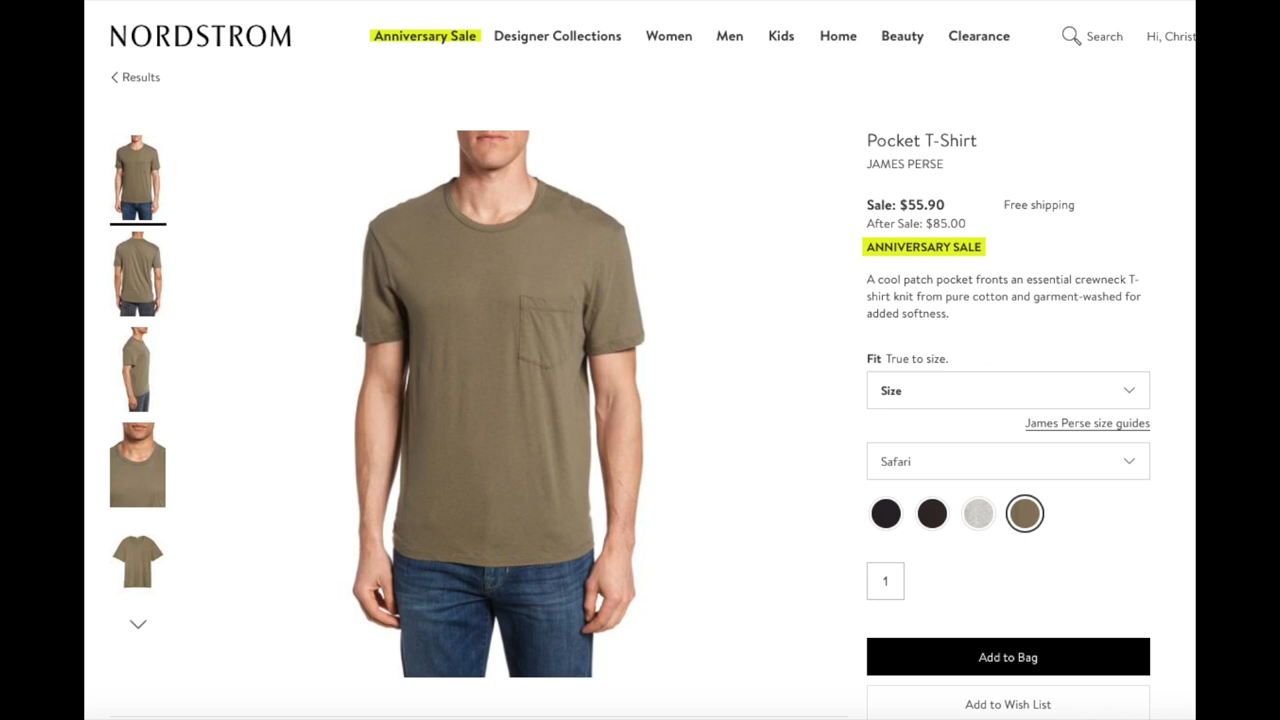 NORDSTROM
Anniversary Sale Designer Collections Women Men Kids Home Beauty Clearance Search Hi, Christ
Results
Pocket T-Shirt
JAMES PERSE
Sale: $55.90 Free shipping
After Sale: $85.00
ANNIVERSARY SALE
A cool patch pocket fronts an essential crewneck T-
shirt knit from pure cotton and garment-washed for
added softness.
Fit True to size.
Size
James Perse size guides
Safari
1
Add to Bag
Add to Wish List